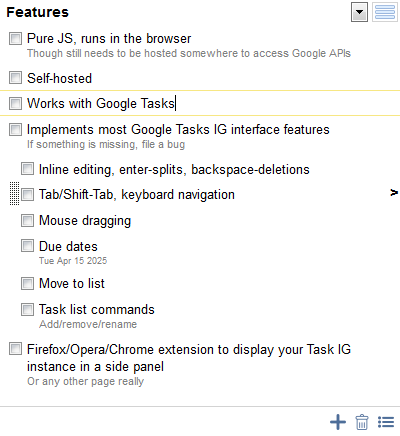 Features
Pure JS, runs in the browser
Though still needs to be hosted somewhere to access Google APIs
Self-hosted
Works with Google Tasks
Implements most Google Tasks IG interface features
If something is missing, file a bug
Inline editing, enter-splits, backspace-deletions
Tab/Shift-Tab, keyboard navigation
>
Mouse dragging
Due dates
Tue Apr 15 2025
Move to list
Task list commands
Add/remove/rename
Firefox/Opera/Chrome extension to display your Task IG
instance in a side panel
Or any other page really